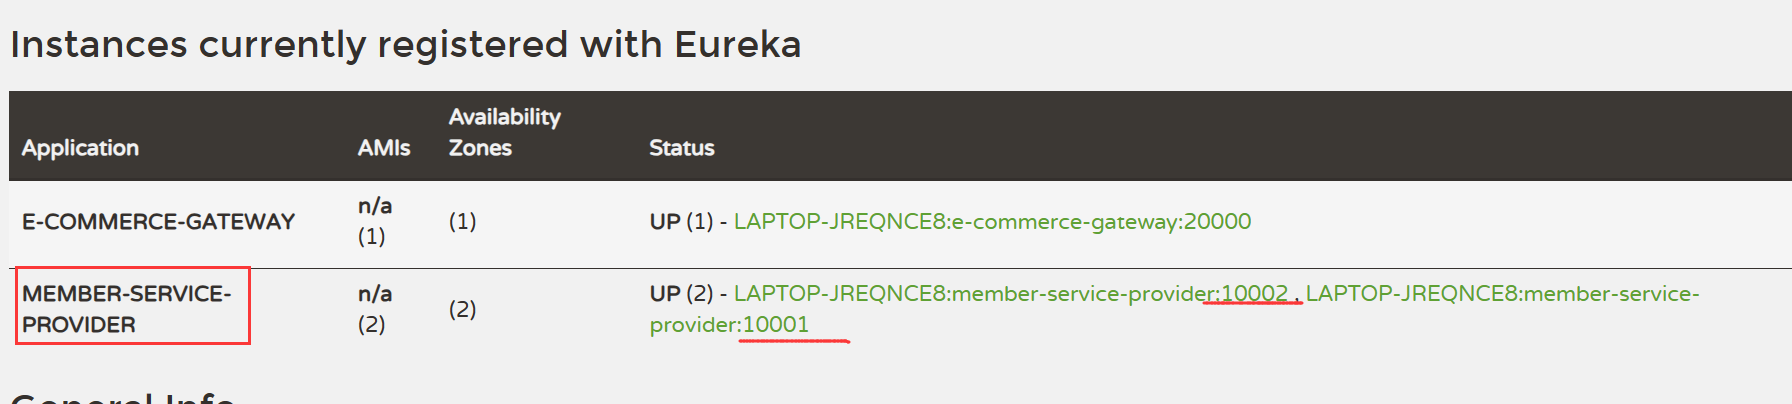 Instances currently registered with Eureka
Application AMIs Availability Zones Status
E-COMMERCE-GATEWAY n/a (1) (1) UP (1) - LAPTOP-JREQNCE8:e-commerce-gateway:20000
MEMBER-SERVICE-PROVIDER n/a (2) (2) UP (2) - LAPTOP-JREQNCE8:member-service-provider:10002 , LAPTOP-JREQNCE8:member-service-
provider:10001
General Info